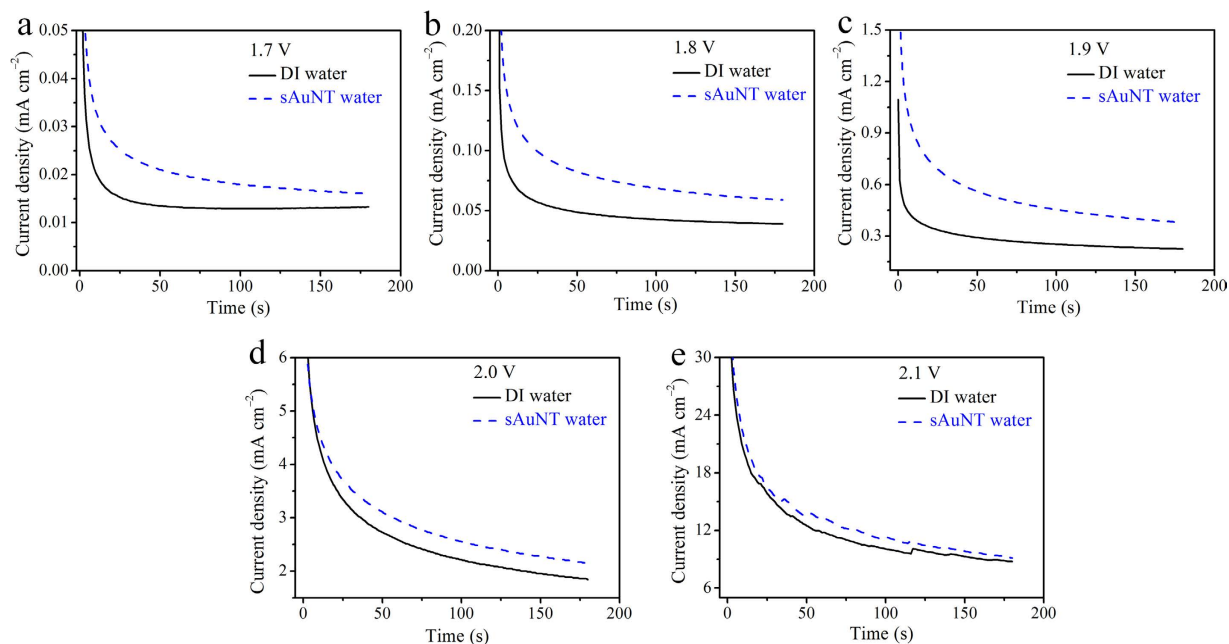 a
1.7 V
DI water
sAuNT water
Current density (mA cm⁻²)
0.05
0.04
0.03
0.02
0.01
0.00
0 50 100 150 200
Time (s)
b
1.8 V
DI water
sAuNT water
Current density (mA cm⁻²)
0.20
0.15
0.10
0.05
0.00
0 50 100 150 200
Time (s)
c
1.9 V
DI water
sAuNT water
Current density (mA cm⁻²)
1.5
1.2
0.9
0.6
0.3
0 50 100 150 200
Time (s)
d
2.0 V
DI water
sAuNT water
Current density (mA cm⁻²)
6
5
4
3
2
0 50 100 150 200
Time (s)
e
2.1 V
DI water
sAuNT water
Current density (mA cm⁻²)
30
24
18
12
6
0 50 100 150 200
Time (s)